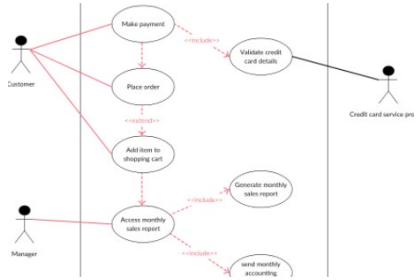 Make payment
<<include>>
Validate credit
card details
Customer
Place order
Credit card service pro
<<extend>>
Add item to
shopping cart
Generate monthly
sales report
<<include>>
Access monthly
sales report
Manager
<<include>>
send monthly
accounting